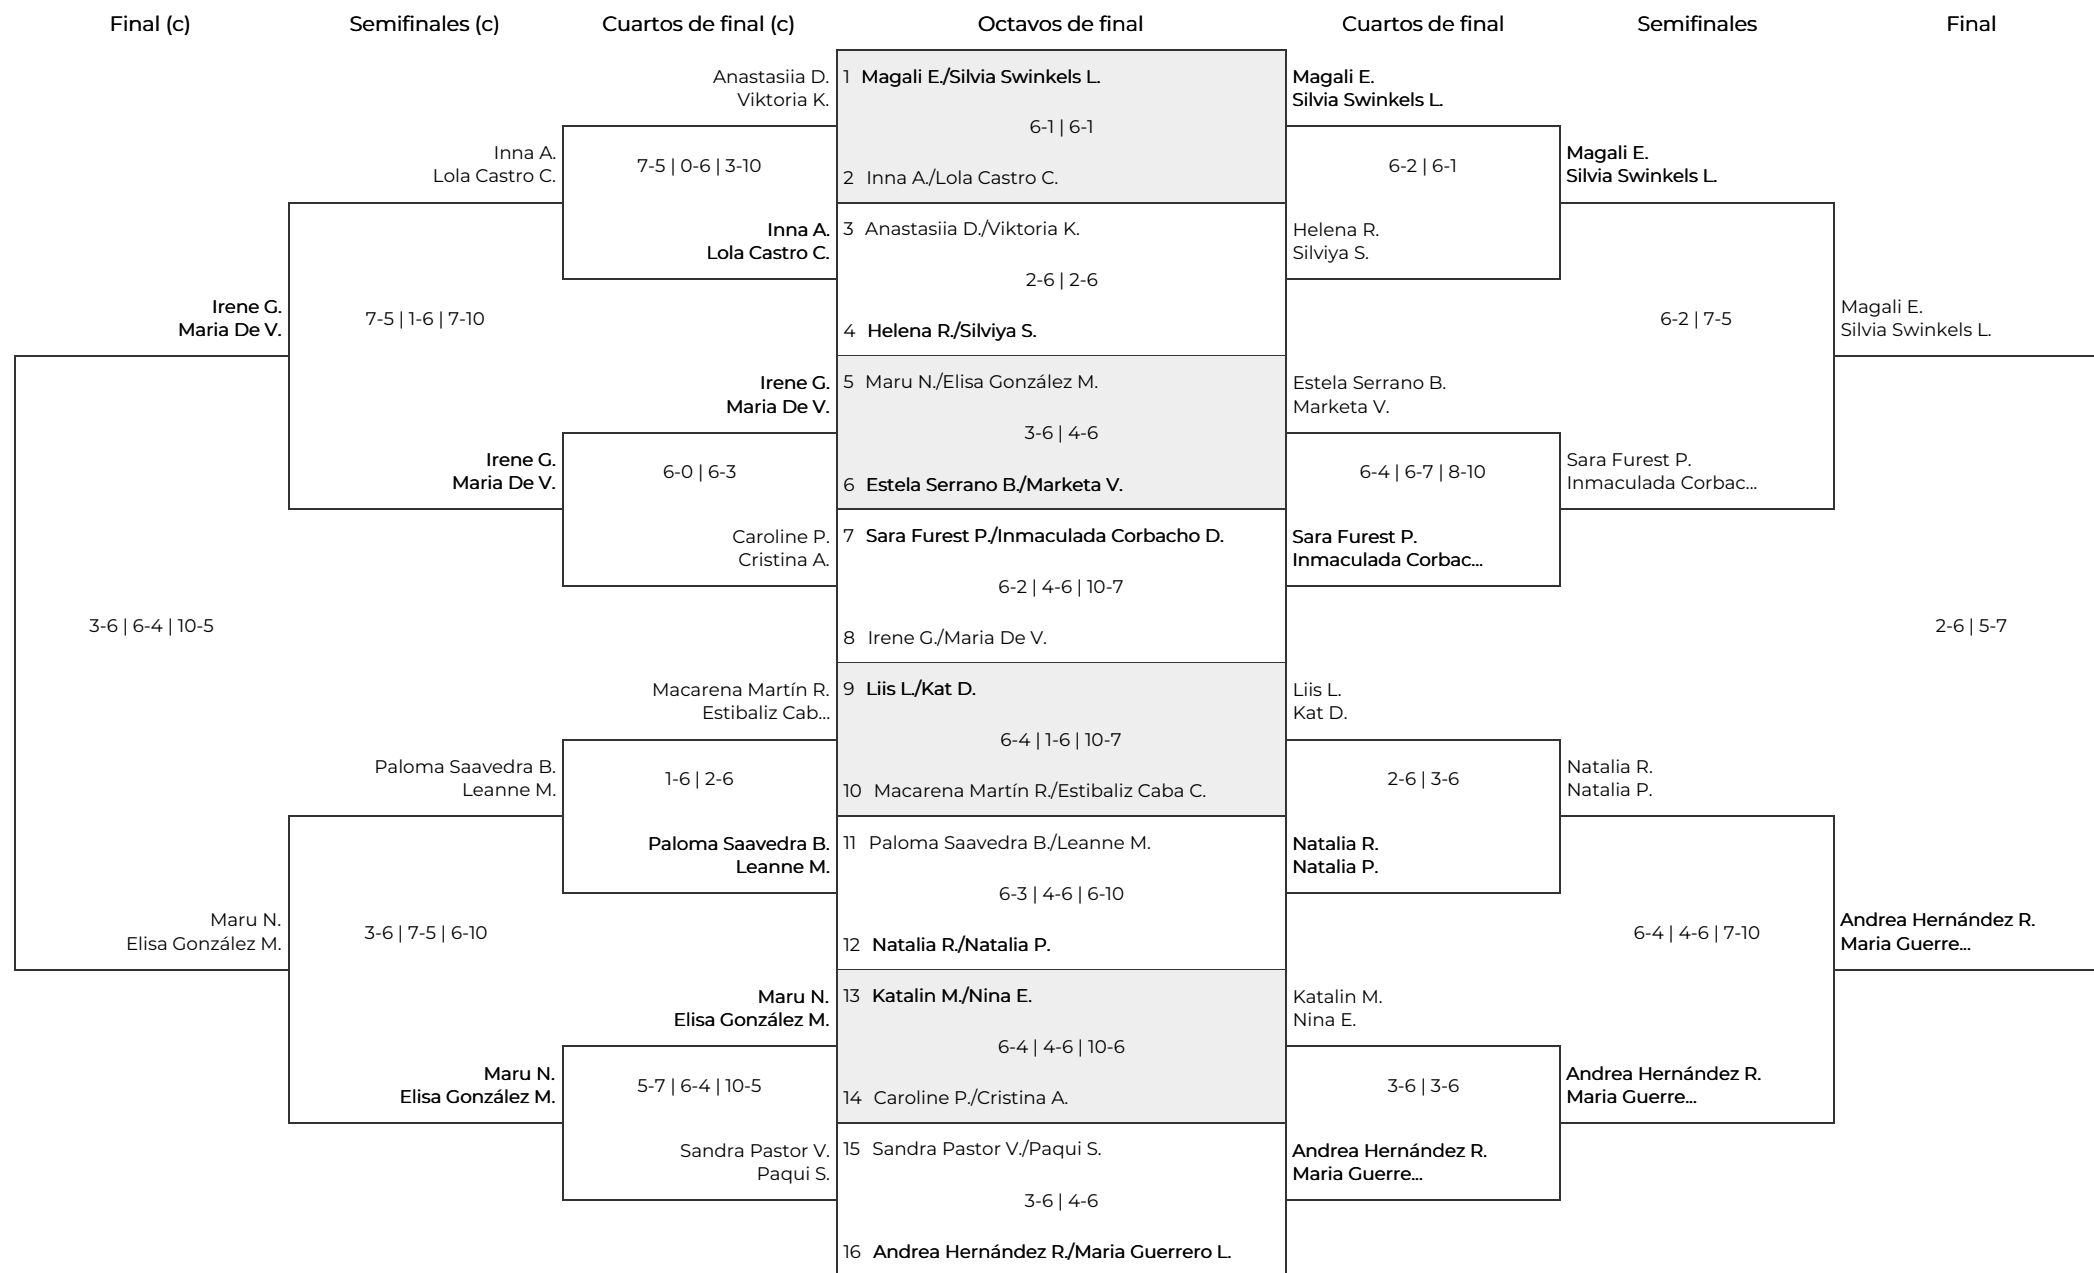 Final (c)
Semifinales (c)
Cuartos de final (c)
Octavos de final
Cuartos de final
Semifinales
Final
Irene G.
Maria De V.
3-6 | 6-4 | 10-5
Maru N.
Elisa González M.
Inna A.
Lola Castro C.
7-5 | 1-6 | 7-10
Irene G.
Maria De V.
Paloma Saavedra B.
Leanne M.
3-6 | 7-5 | 6-10
Maru N.
Elisa González M.
Anastasiia D.
Viktoria K.
7-5 | 0-6 | 3-10
Inna A.
Lola Castro C.
Irene G.
Maria De V.
6-0 | 6-3
Caroline P.
Cristina A.
Macarena Martín R.
Estibaliz Cab...
1-6 | 2-6
Paloma Saavedra B.
Leanne M.
Maru N.
Elisa González M.
5-7 | 6-4 | 10-5
Sandra Pastor V.
Paqui S.
1 Magali E./Silvia Swinkels L.
6-1 | 6-1
2 Inna A./Lola Castro C.
3 Anastasiia D./Viktoria K.
2-6 | 2-6
4 Helena R./Silviya S.
5 Maru N./Elisa González M.
3-6 | 4-6
6 Estela Serrano B./Marketa V.
7 Sara Furest P./Inmaculada Corbacho D.
6-2 | 4-6 | 10-7
8 Irene G./Maria De V.
9 Liis L./Kat D.
6-4 | 1-6 | 10-7
10 Macarena Martín R./Estibaliz Caba C.
11 Paloma Saavedra B./Leanne M.
6-3 | 4-6 | 6-10
12 Natalia R./Natalia P.
13 Katalin M./Nina E.
6-4 | 4-6 | 10-6
14 Caroline P./Cristina A.
15 Sandra Pastor V./Paqui S.
3-6 | 4-6
16 Andrea Hernández R./Maria Guerrero L.
Magali E.
Silvia Swinkels L.
6-2 | 6-1
Helena R.
Silviya S.
Estela Serrano B.
Marketa V.
6-4 | 6-7 | 8-10
Sara Furest P.
Inmaculada Corbac...
Liis L.
Kat D.
2-6 | 3-6
Natalia R.
Natalia P.
Katalin M.
Nina E.
3-6 | 3-6
Andrea Hernández R.
Maria Guerre...
Magali E.
Silvia Swinkels L.
6-2 | 7-5
Sara Furest P.
Inmaculada Corbac...
Natalia R.
Natalia P.
6-4 | 4-6 | 7-10
Andrea Hernández R.
Maria Guerre...
Magali E.
Silvia Swinkels L.
2-6 | 5-7
Andrea Hernández R.
Maria Guerre...